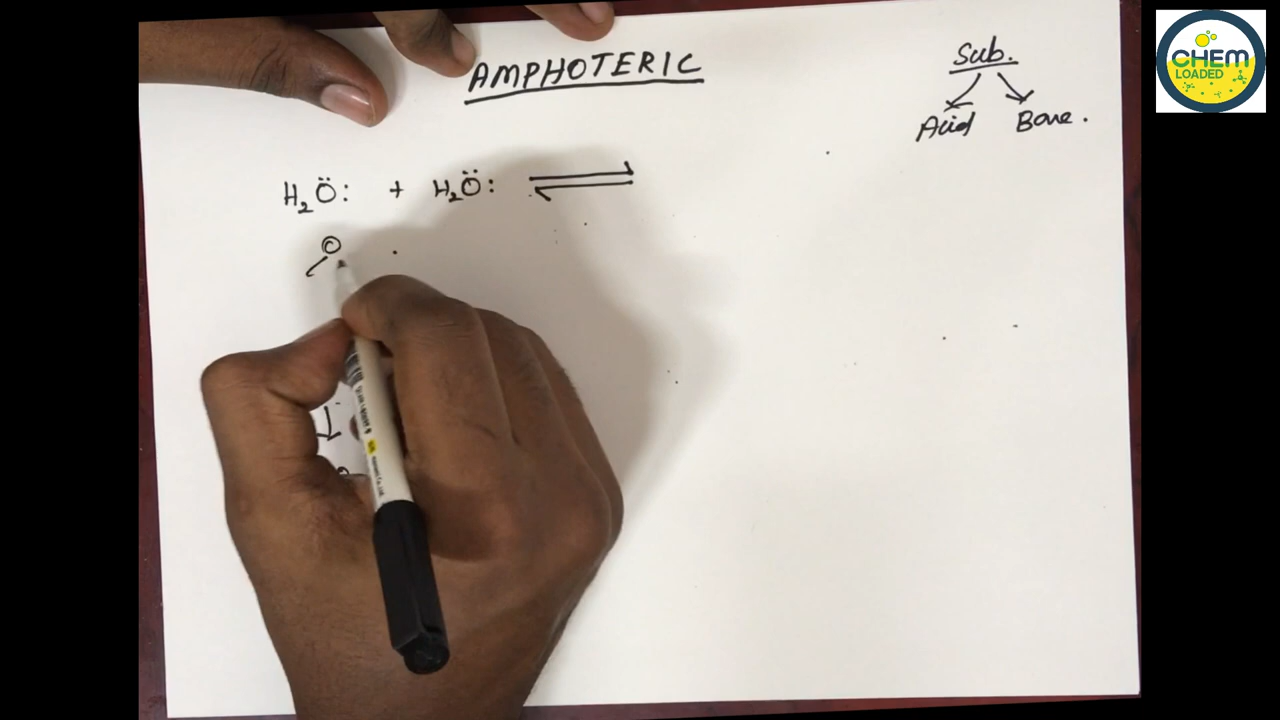 AMPHOTERIC
Sub.
Acid Base.
H₂Ö: + H₂Ö: ⇌
O
CHEM
LOADED